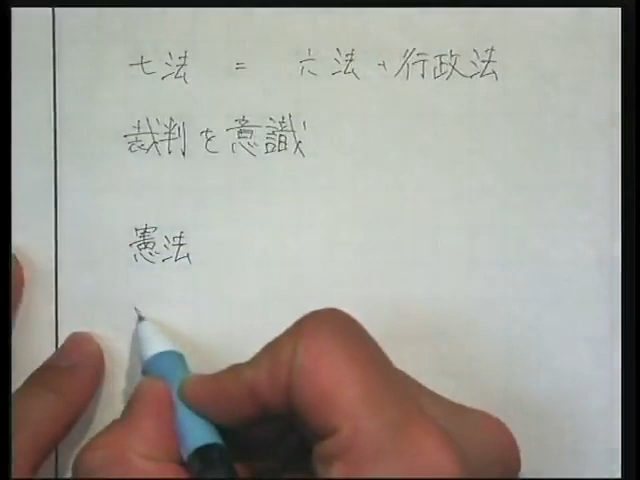 七法 = 六法、行政法
裁判を意識
憲法